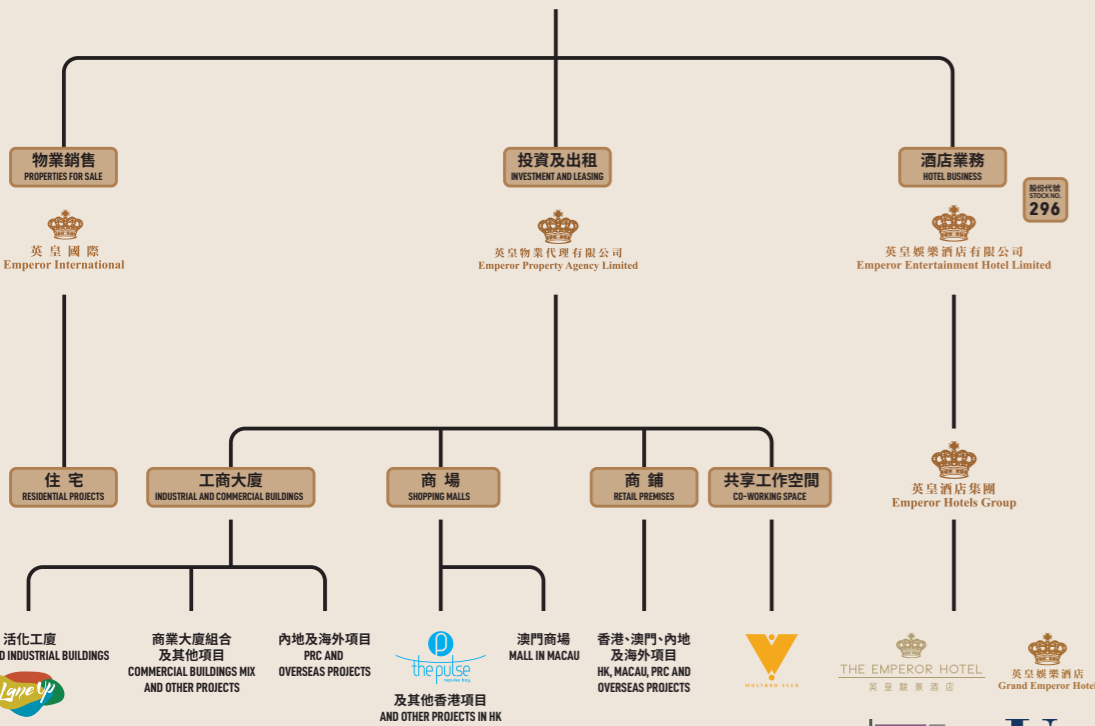 物業銷售
PROPERTIES FOR SALE
投資及出租
INVESTMENT AND LEASING
酒店業務
HOTEL BUSINESS
股份代號
STOCK NO.
296
英皇國際
Emperor International
英皇物業代理有限公司
Emperor Property Agency Limited
英皇娛樂酒店有限公司
Emperor Entertainment Hotel Limited
住宅
RESIDENTIAL PROJECTS
工商大廈
INDUSTRIAL AND COMMERCIAL BUILDINGS
商場
SHOPPING MALLS
商鋪
RETAIL PREMISES
共享工作空間
CO-WORKING SPACE
英皇酒店集團
Emperor Hotels Group
活化工廈
INDUSTRIAL BUILDINGS
Lane Up
商業大廈組合
及其他項目
COMMERCIAL BUILDINGS MIX
AND OTHER PROJECTS
內地及海外項目
PRC AND
OVERSEAS PROJECTS
the pulse
repulse bay
及其他香港項目
AND OTHER PROJECTS IN HK
澳門商場
MALL IN MACAU
香港、澳門、內地
及海外項目
HK, MACAU, PRC AND
OVERSEAS PROJECTS
MUSTARD SEED
THE EMPEROR HOTEL
英皇駿景酒店
英皇娛樂酒店
Grand Emperor Hotel